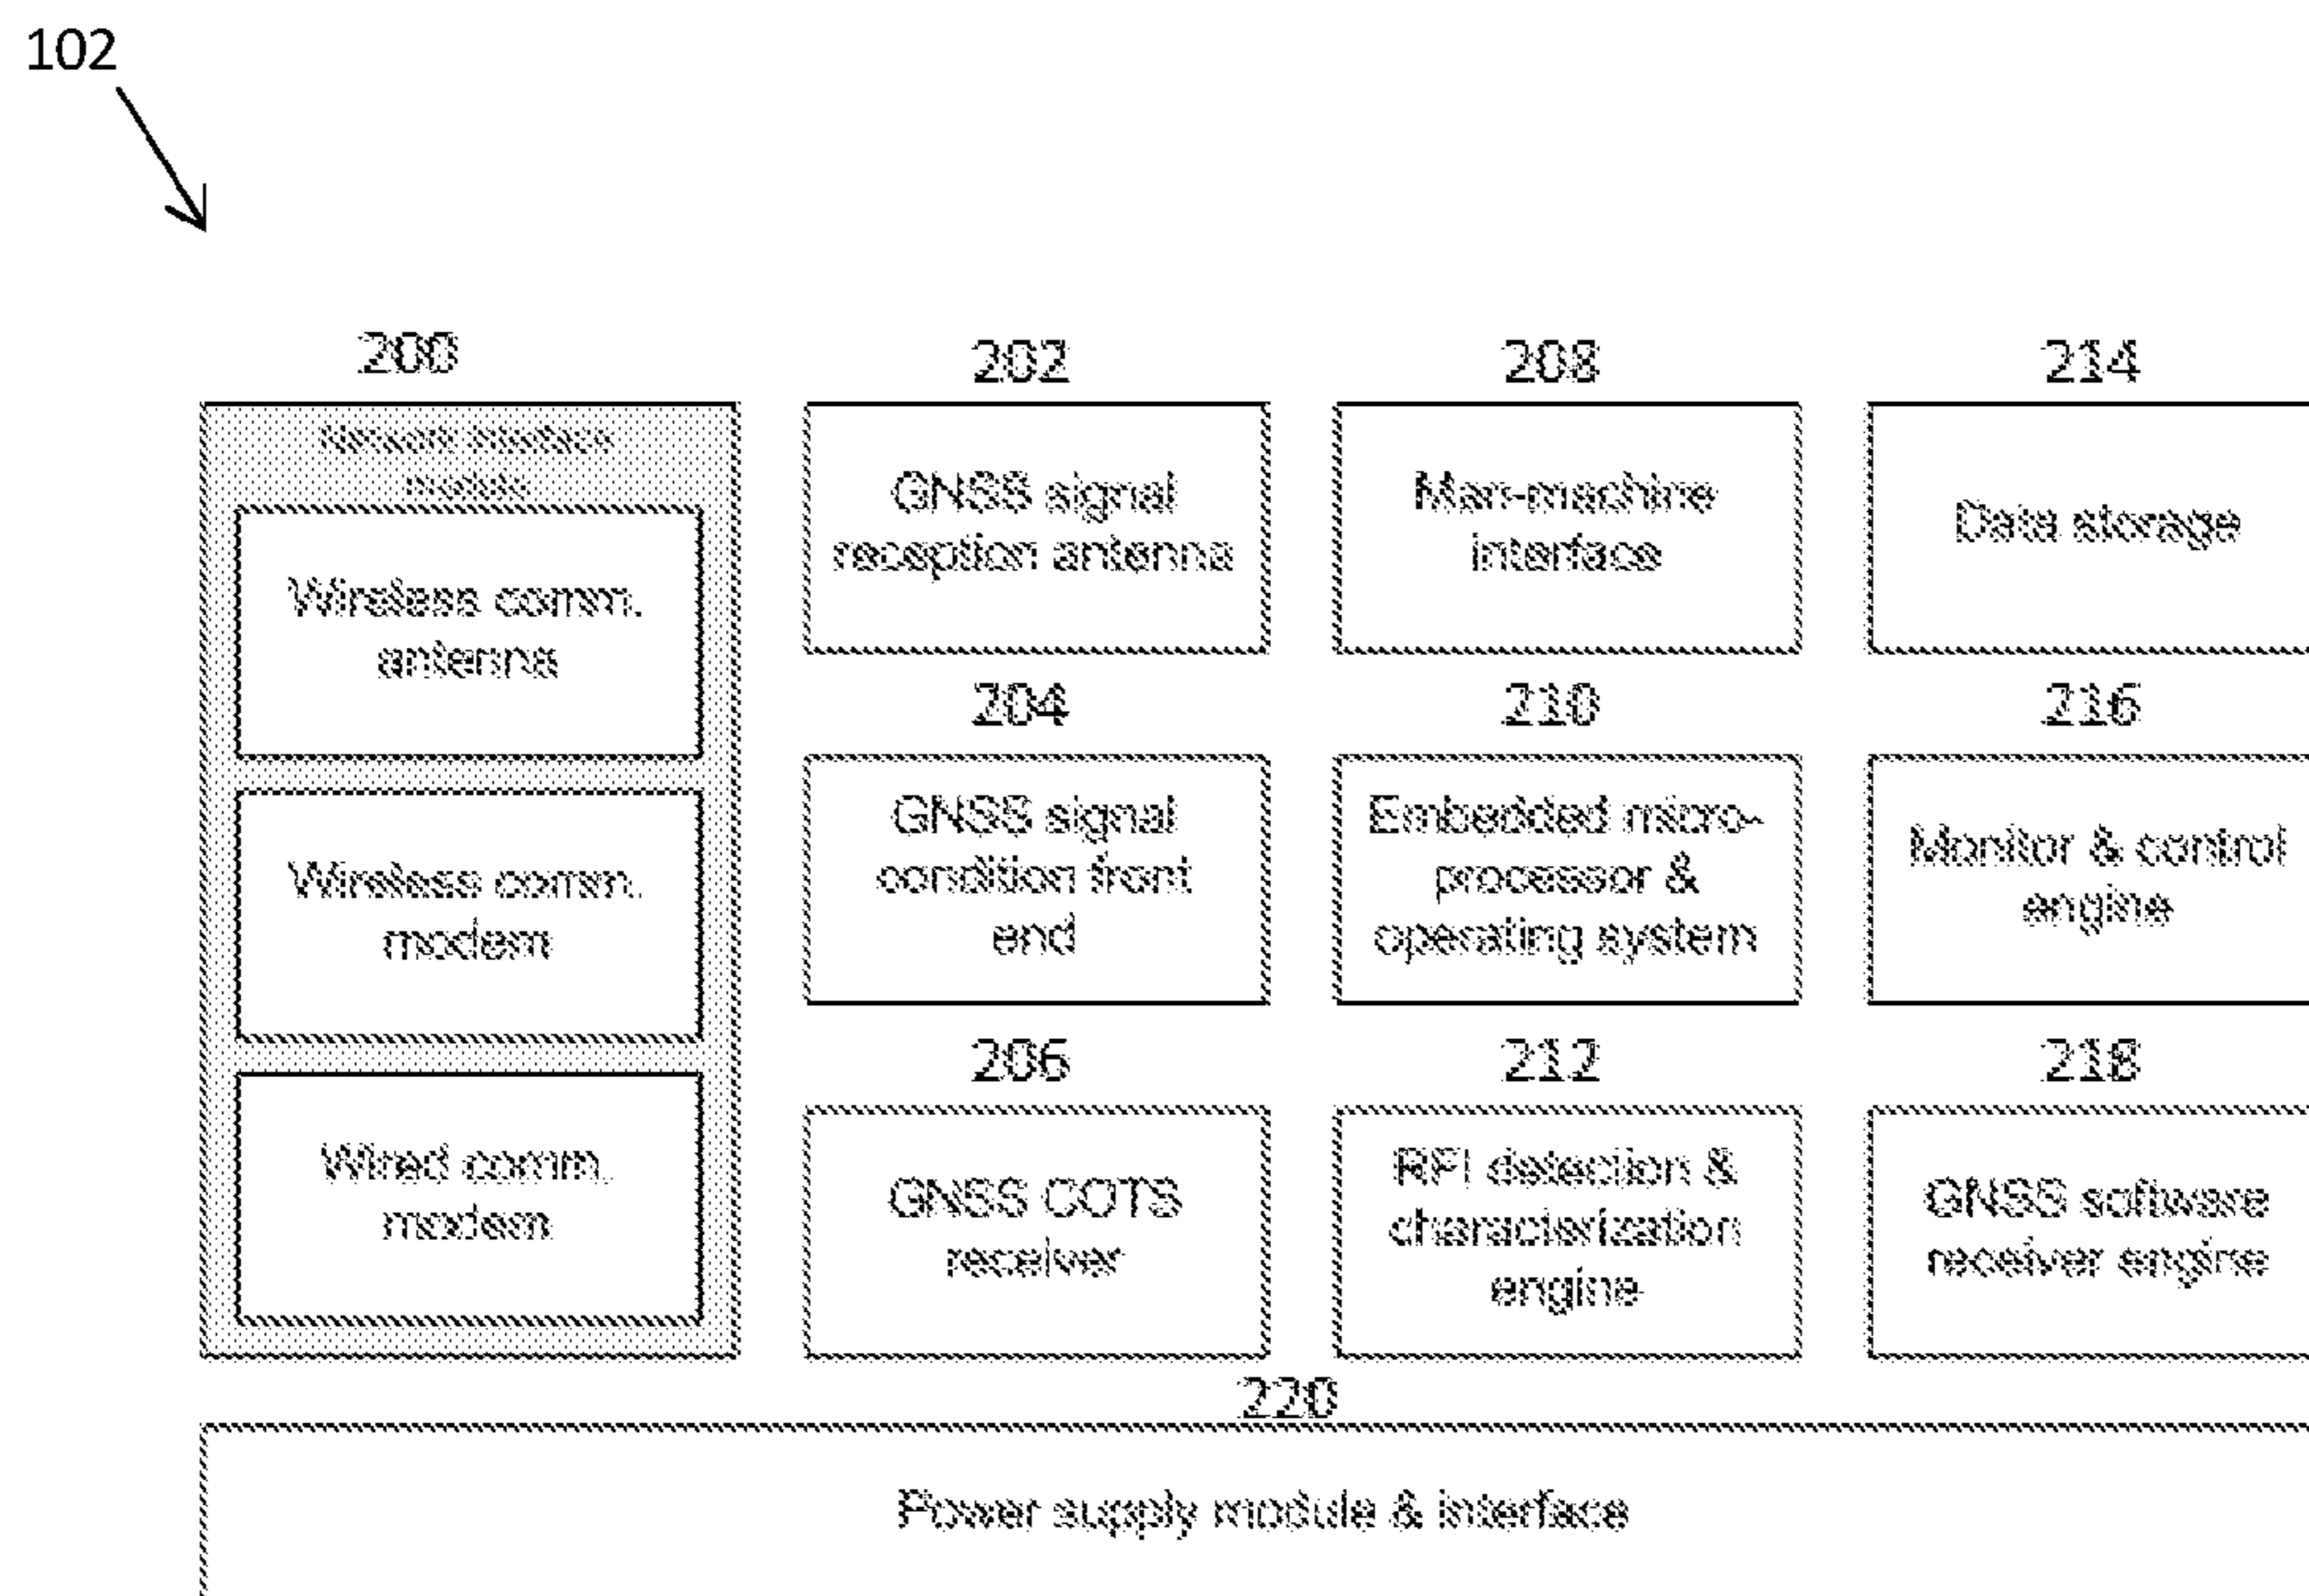 102
200
Network interface
module
Wireless comm.
antenna
Wireless comm.
modem
Wired comm.
modem
202
GNSS signal
reception antenna
204
GNSS signal
condition front
end
206
GNSS COTS
receiver
208
Man-machine
interface
210
Embedded micro-
processor &
operating system
212
RFI detection &
characterization
engine
214
Data storage
216
Monitor & control
engine
218
GNSS software
receiver engine
220
Power supply module & interface